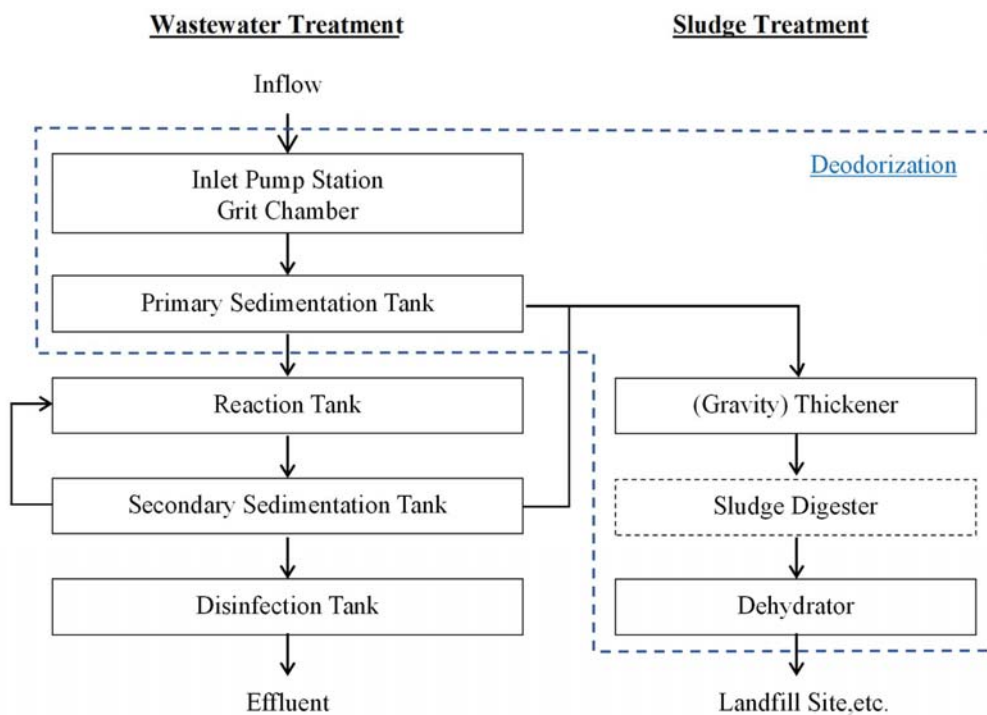 Wastewater Treatment
Sludge Treatment
Inflow
Deodorization
Inlet Pump Station
Grit Chamber
Primary Sedimentation Tank
Reaction Tank
(Gravity) Thickener
Secondary Sedimentation Tank
Sludge Digester
Disinfection Tank
Dehydrator
Effluent
Landfill Site,etc.